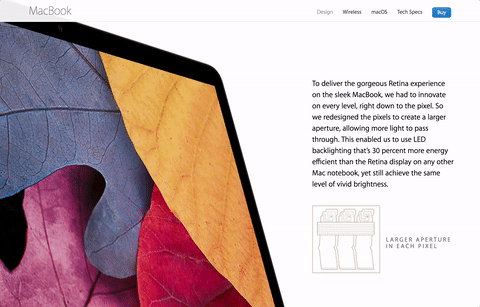 MacBook
Design Wireless macOS Tech Specs Buy
To deliver the gorgeous Retina experience
on the sleek MacBook, we had to innovate
on every level, right down to the pixel. So
we redesigned the pixels to create a larger
aperture, allowing more light to pass
through. This enabled us to use LED
backlighting that's 30 percent more energy
efficient than the Retina display on any other
Mac notebook, yet still achieve the same
level of vivid brightness.
LARGER APERTURE
IN EACH PIXEL